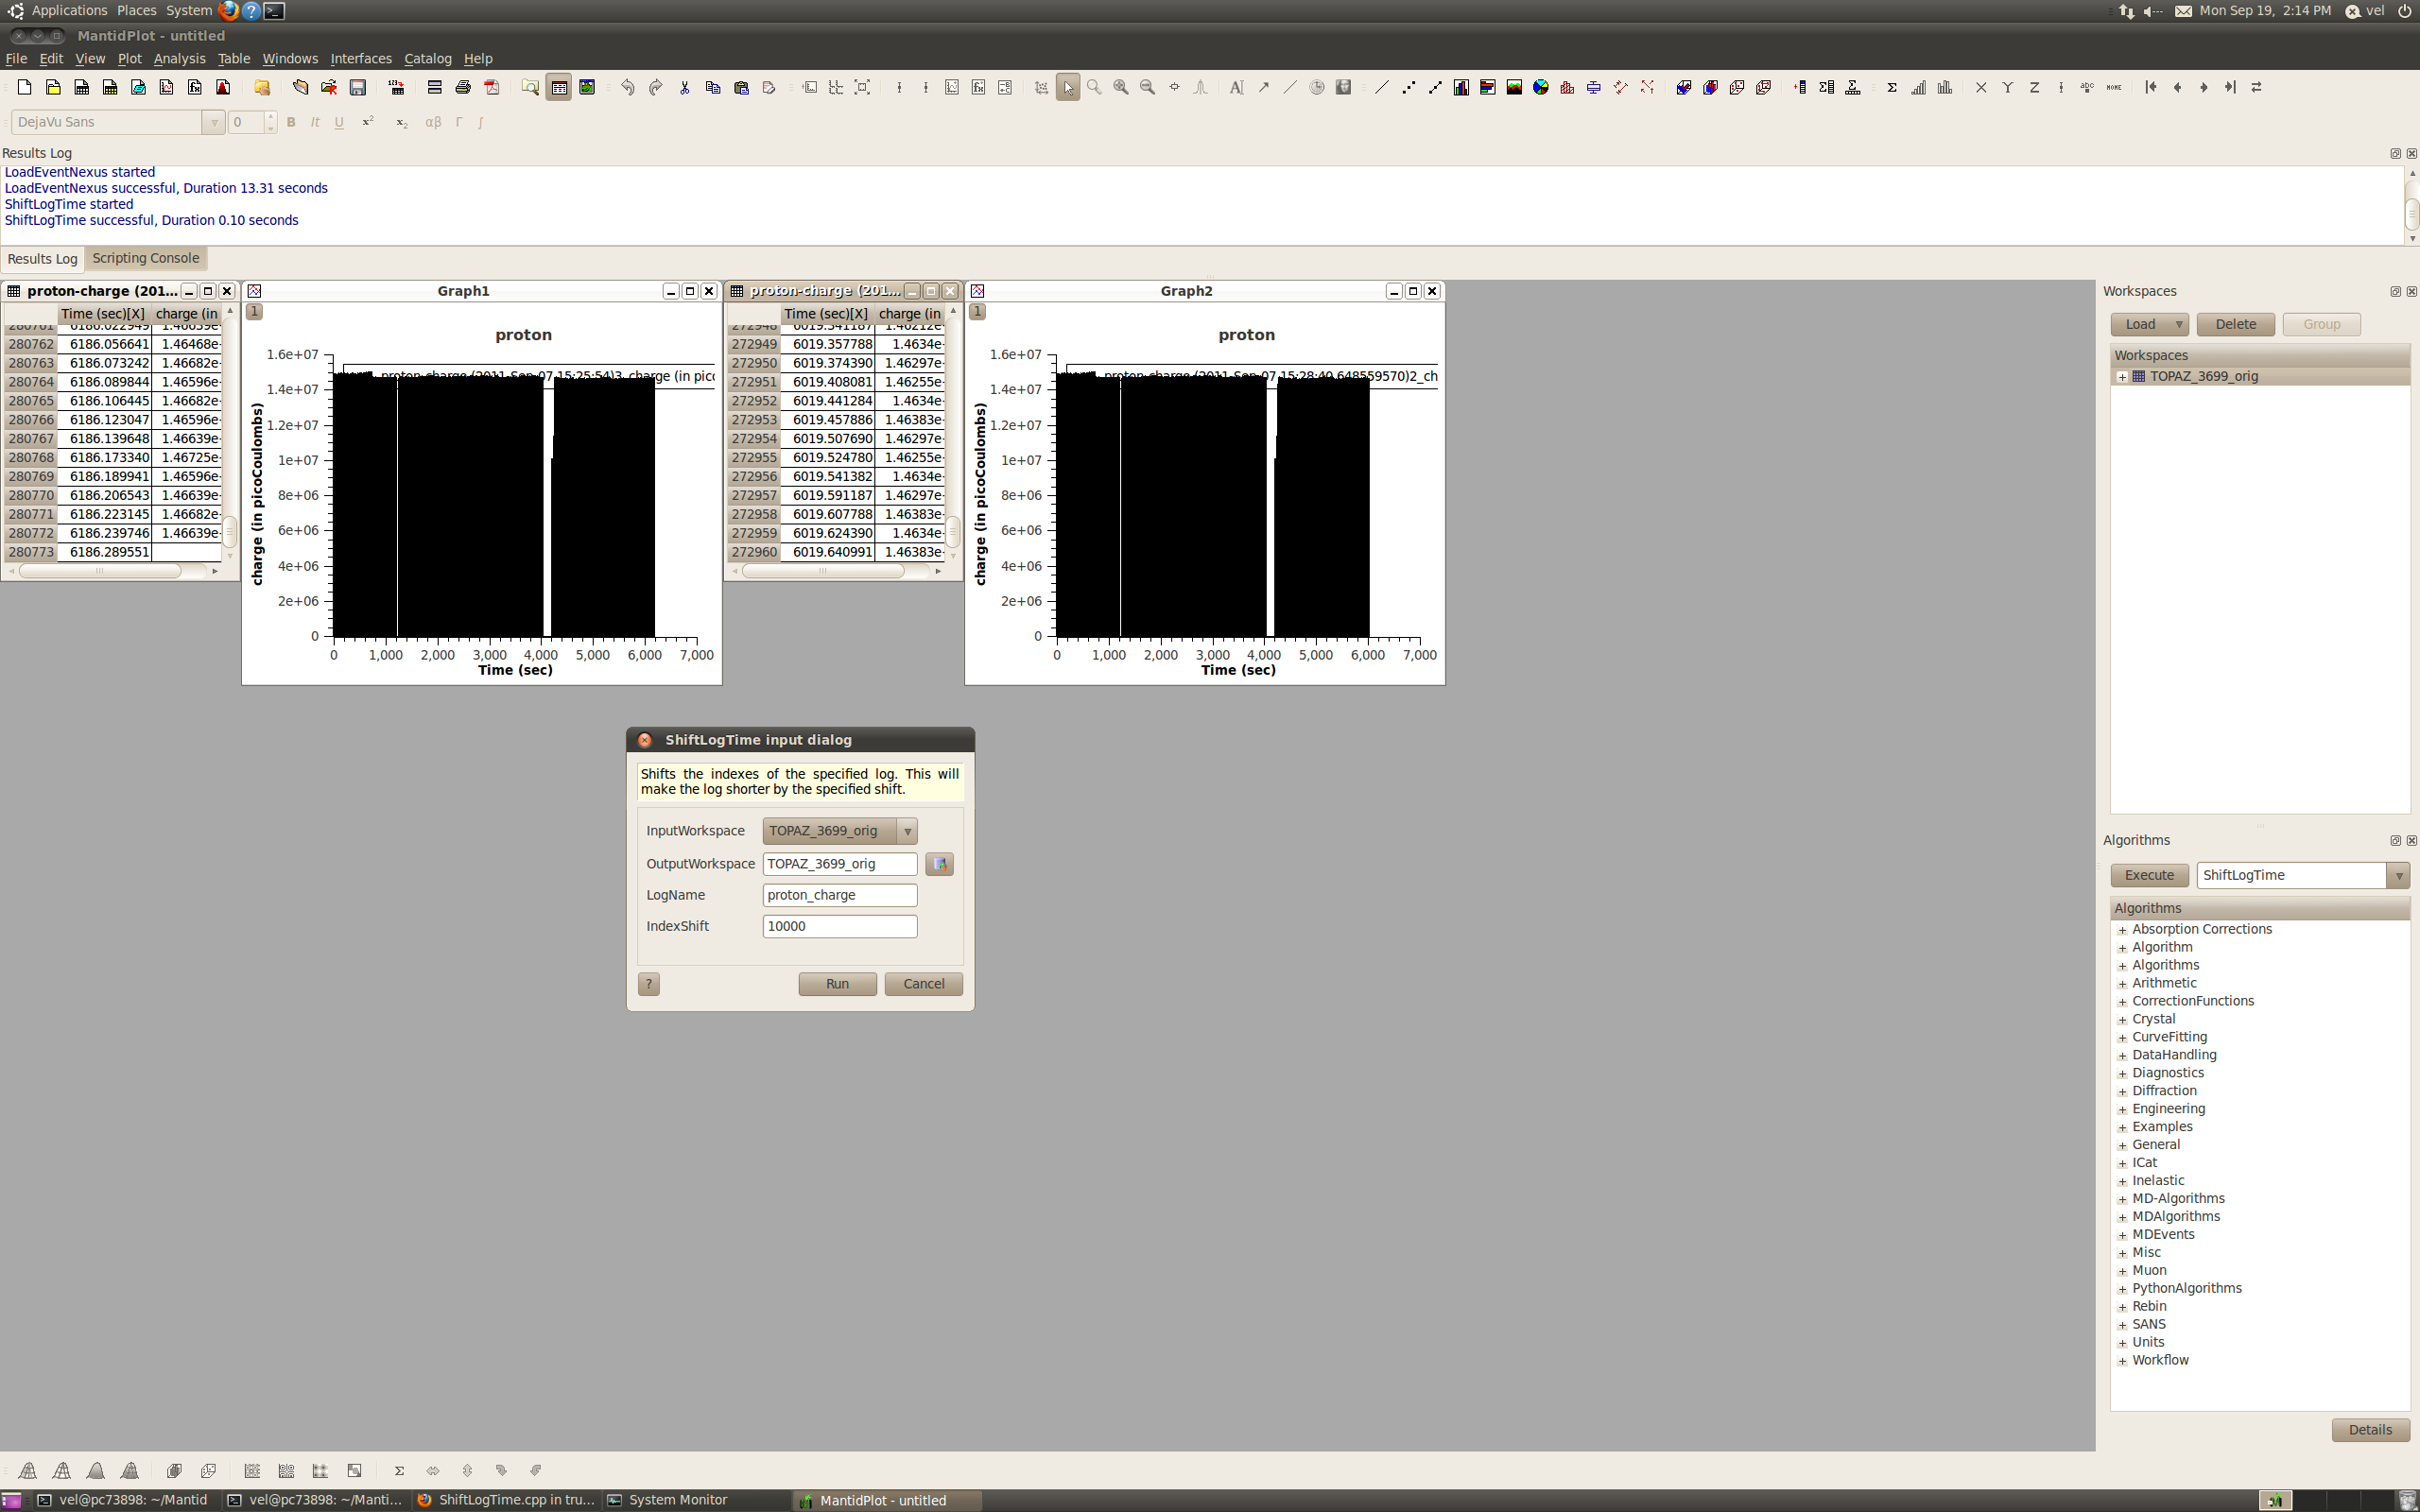 Applications Places System
Mon Sep 19, 2:14 PM vel
MantidPlot - untitled
File Edit View Plot Analysis Table Windows Interfaces Catalog Help
DejaVu Sans 0 B It U x² x₂ αβ Γ ∫
Results Log
LoadEventNexus started
LoadEventNexus successful, Duration 13.31 seconds
ShiftLogTime started
ShiftLogTime successful, Duration 0.10 seconds
Results Log Scripting Console
proton-charge (201...
Time (sec)[X] charge (in
280761 6186.022949 1.46639e-
280762 6186.056641 1.46468e-
280763 6186.073242 1.46682e-
280764 6186.089844 1.46596e-
280765 6186.106445 1.46682e-
280766 6186.123047 1.46596e-
280767 6186.139648 1.46639e-
280768 6186.173340 1.46725e-
280769 6186.189941 1.46596e-
280770 6186.206543 1.46639e-
280771 6186.223145 1.46682e-
280772 6186.239746 1.46639e-
280773 6186.289551
Graph1
1
proton
proton-charge (2011-Sep-07 15:25:54)3_charge (in pico
charge (in picoCoulombs)
1.6e+07
1.4e+07
1.2e+07
1e+07
8e+06
6e+06
4e+06
2e+06
0
0 1,000 2,000 3,000 4,000 5,000 6,000 7,000
Time (sec)
proton-charge (201...
Time (sec)[X] charge (in
272948 6019.341187 1.46212e-
272949 6019.357788 1.4634e-
272950 6019.374390 1.46297e-
272951 6019.408081 1.46255e-
272952 6019.441284 1.4634e-
272953 6019.457886 1.46383e-
272954 6019.507690 1.46297e-
272955 6019.524780 1.46255e-
272956 6019.541382 1.4634e-
272957 6019.591187 1.46297e-
272958 6019.607788 1.46383e-
272959 6019.624390 1.4634e-
272960 6019.640991 1.46383e-
Graph2
1
proton
proton-charge (2011-Sep-07 15:28:40.648559570)2_ch
charge (in picoCoulombs)
1.6e+07
1.4e+07
1.2e+07
1e+07
8e+06
6e+06
4e+06
2e+06
0
0 1,000 2,000 3,000 4,000 5,000 6,000 7,000
Time (sec)
ShiftLogTime input dialog
Shifts the indexes of the specified log. This will
make the log shorter by the specified shift.
InputWorkspace TOPAZ_3699_orig
OutputWorkspace TOPAZ_3699_orig
LogName proton_charge
IndexShift 10000
? Run Cancel
Workspaces
Load Delete Group
Workspaces
TOPAZ_3699_orig
Algorithms
Execute ShiftLogTime
Algorithms
Absorption Corrections
Algorithm
Algorithms
Arithmetic
CorrectionFunctions
Crystal
CurveFitting
DataHandling
Diagnostics
Diffraction
Engineering
Examples
General
ICat
Inelastic
MD-Algorithms
MDAlgorithms
MDEvents
Misc
Muon
PythonAlgorithms
Rebin
SANS
Units
Workflow
Details
vel@pc73898: ~/Mantid
vel@pc73898: ~/Manti...
ShiftLogTime.cpp in tru...
System Monitor
MantidPlot - untitled